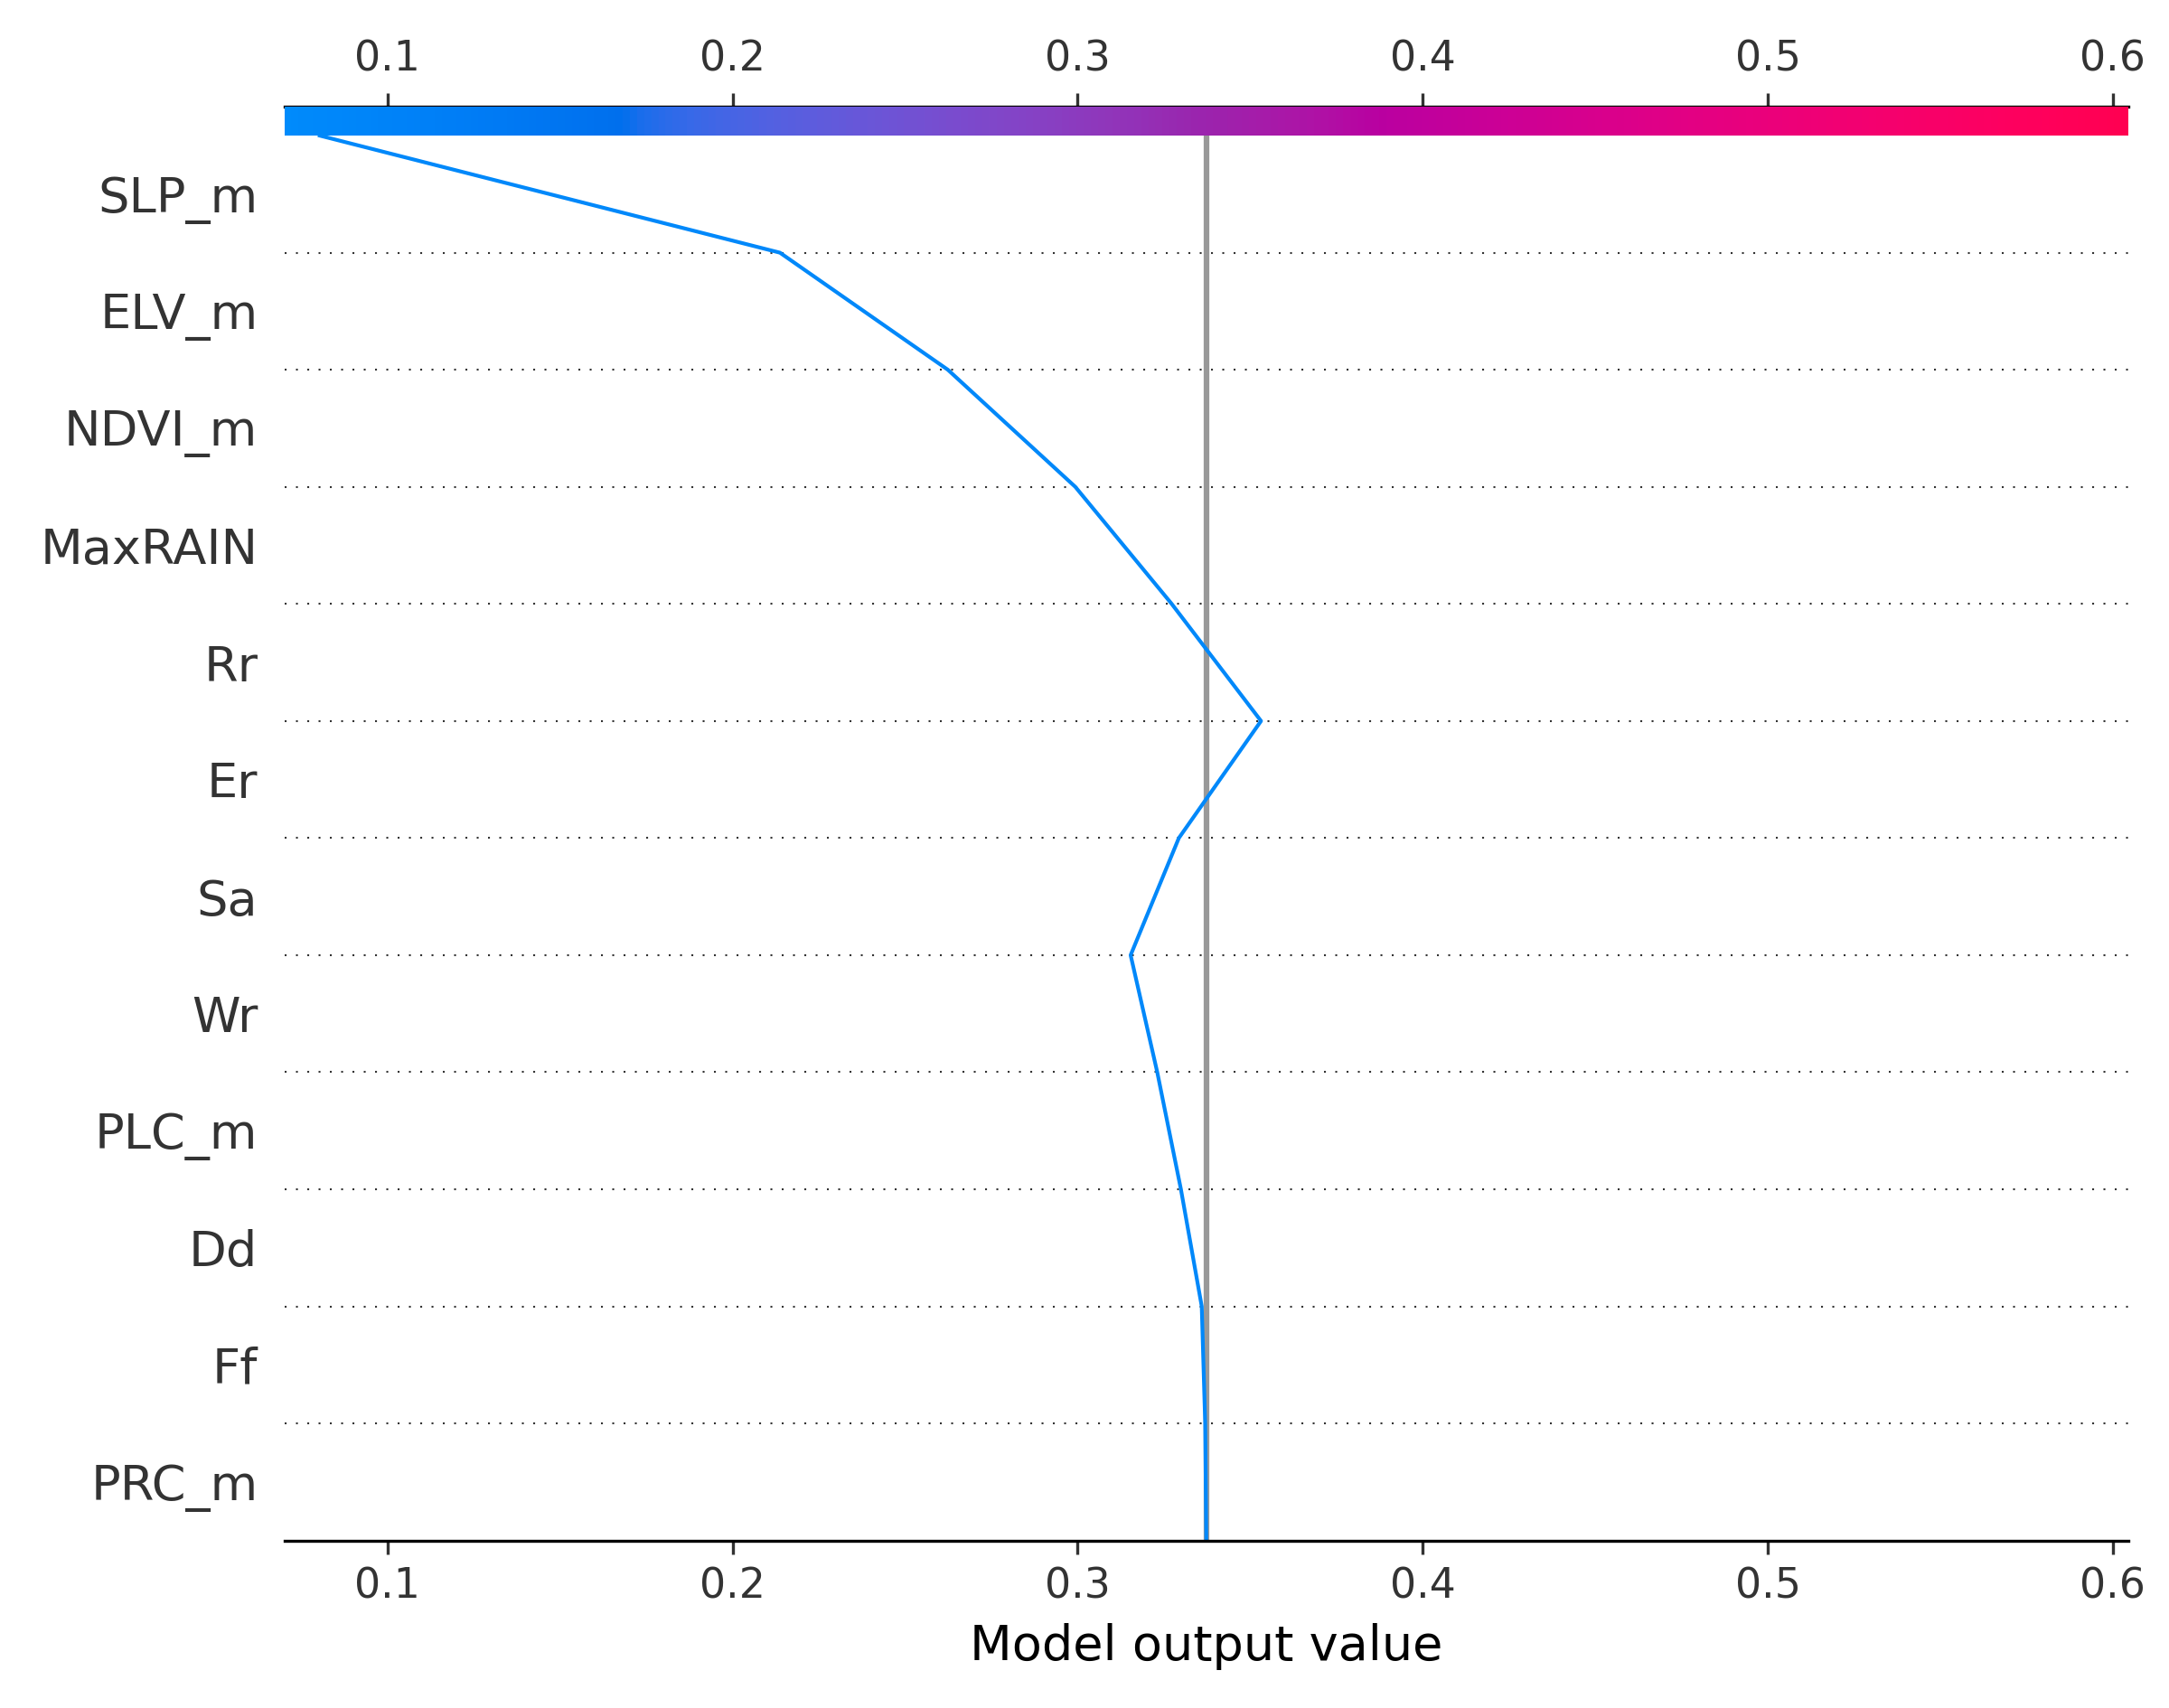 0.1 0.2 0.3 0.4 0.5 0.6
SLP_m
ELV_m
NDVI_m
MaxRAIN
Rr
Er
Sa
Wr
PLC_m
Dd
Ff
PRC_m
0.1 0.2 0.3 0.4 0.5 0.6
Model output value